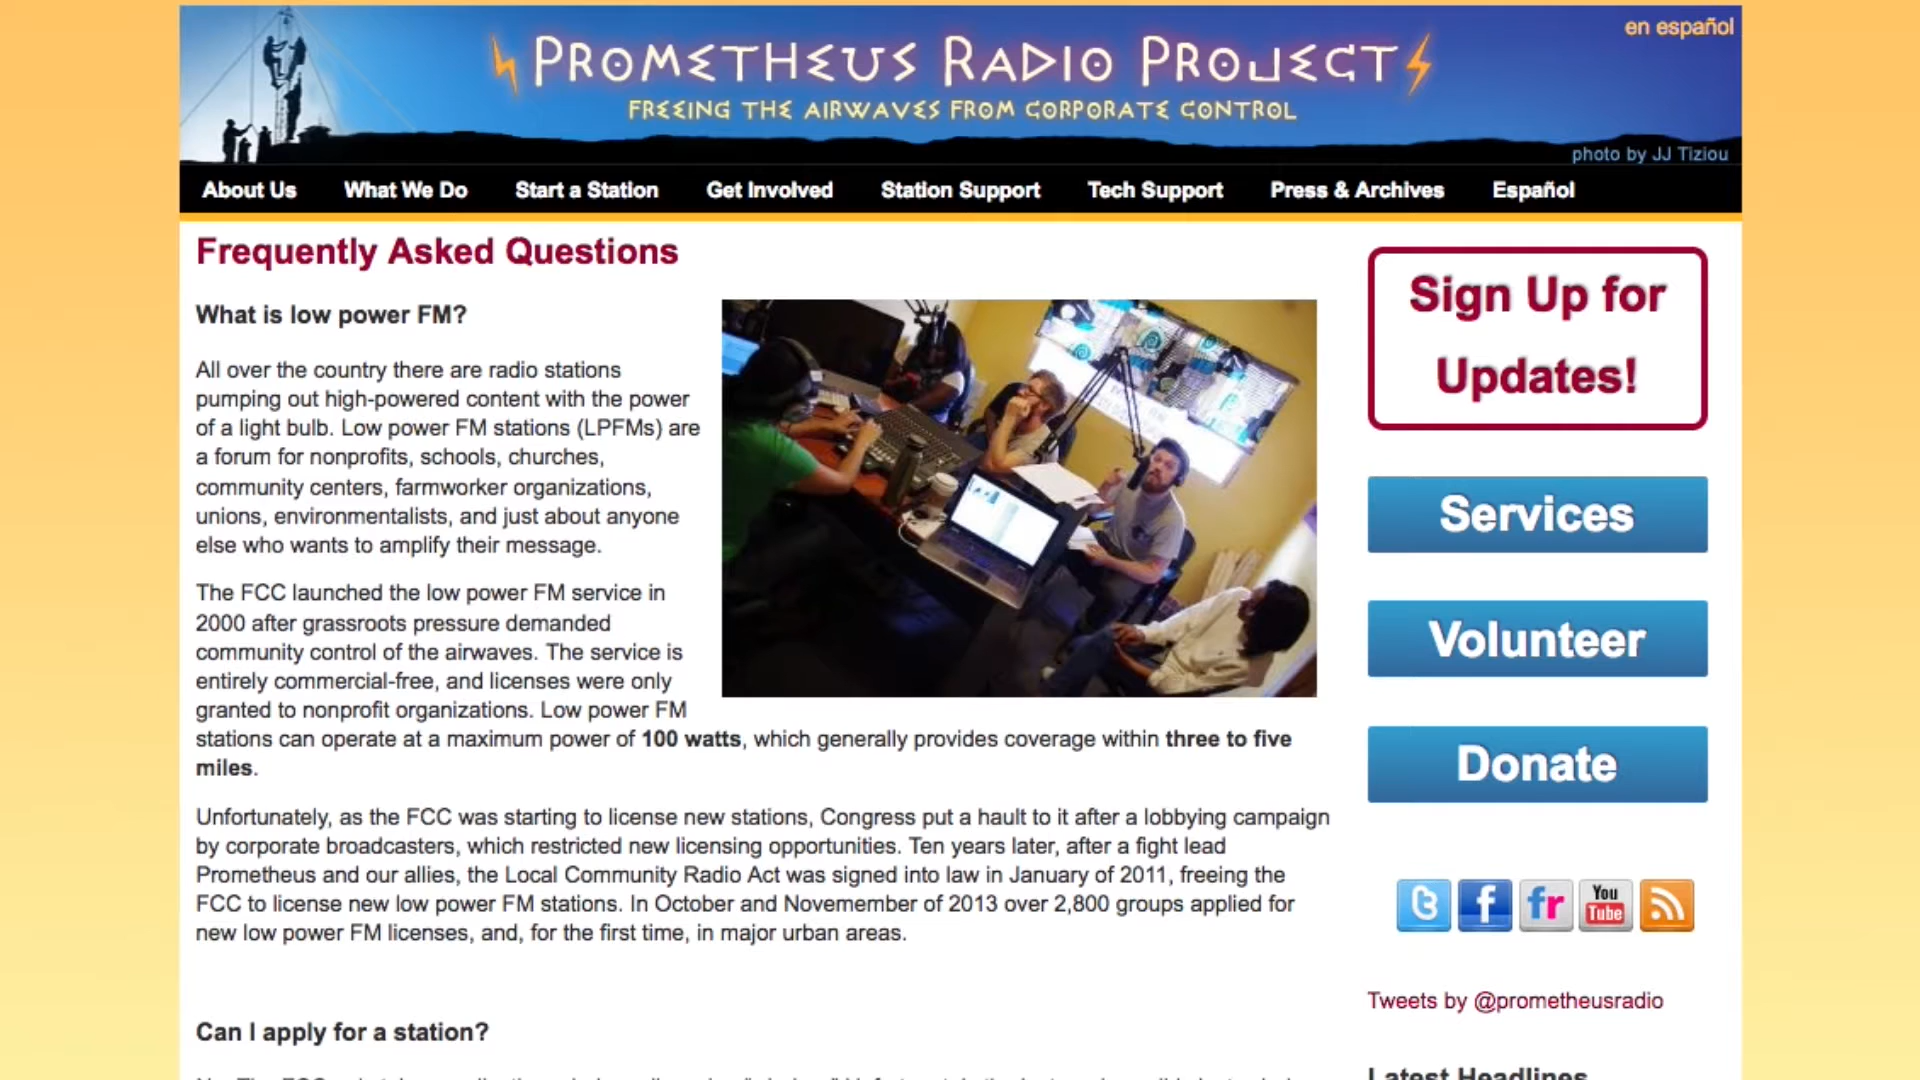 en español
PROMETHEUS RADIO PROJECT
FREEING THE AIRWAVES FROM CORPORATE CONTROL
photo by JJ Tiziou
About Us What We Do Start a Station Get Involved Station Support Tech Support Press & Archives Español
Frequently Asked Questions
What is low power FM?
All over the country there are radio stations
pumping out high-powered content with the power
of a light bulb. Low power FM stations (LPFMs) are
a forum for nonprofits, schools, churches,
community centers, farmworker organizations,
unions, environmentalists, and just about anyone
else who wants to amplify their message.
The FCC launched the low power FM service in
2000 after grassroots pressure demanded
community control of the airwaves. The service is
entirely commercial-free, and licenses were only
granted to nonprofit organizations. Low power FM
stations can operate at a maximum power of 100 watts, which generally provides coverage within three to five
miles.
Unfortunately, as the FCC was starting to license new stations, Congress put a hault to it after a lobbying campaign
by corporate broadcasters, which restricted new licensing opportunities. Ten years later, after a fight lead
Prometheus and our allies, the Local Community Radio Act was signed into law in January of 2011, freeing the
FCC to license new low power FM stations. In October and Novemember of 2013 over 2,800 groups applied for
new low power FM licenses, and, for the first time, in major urban areas.
Can I apply for a station?
Sign Up for
Updates!
Services
Volunteer
Donate
fr You Tube
Tweets by @prometheusradio
Latest Headlines